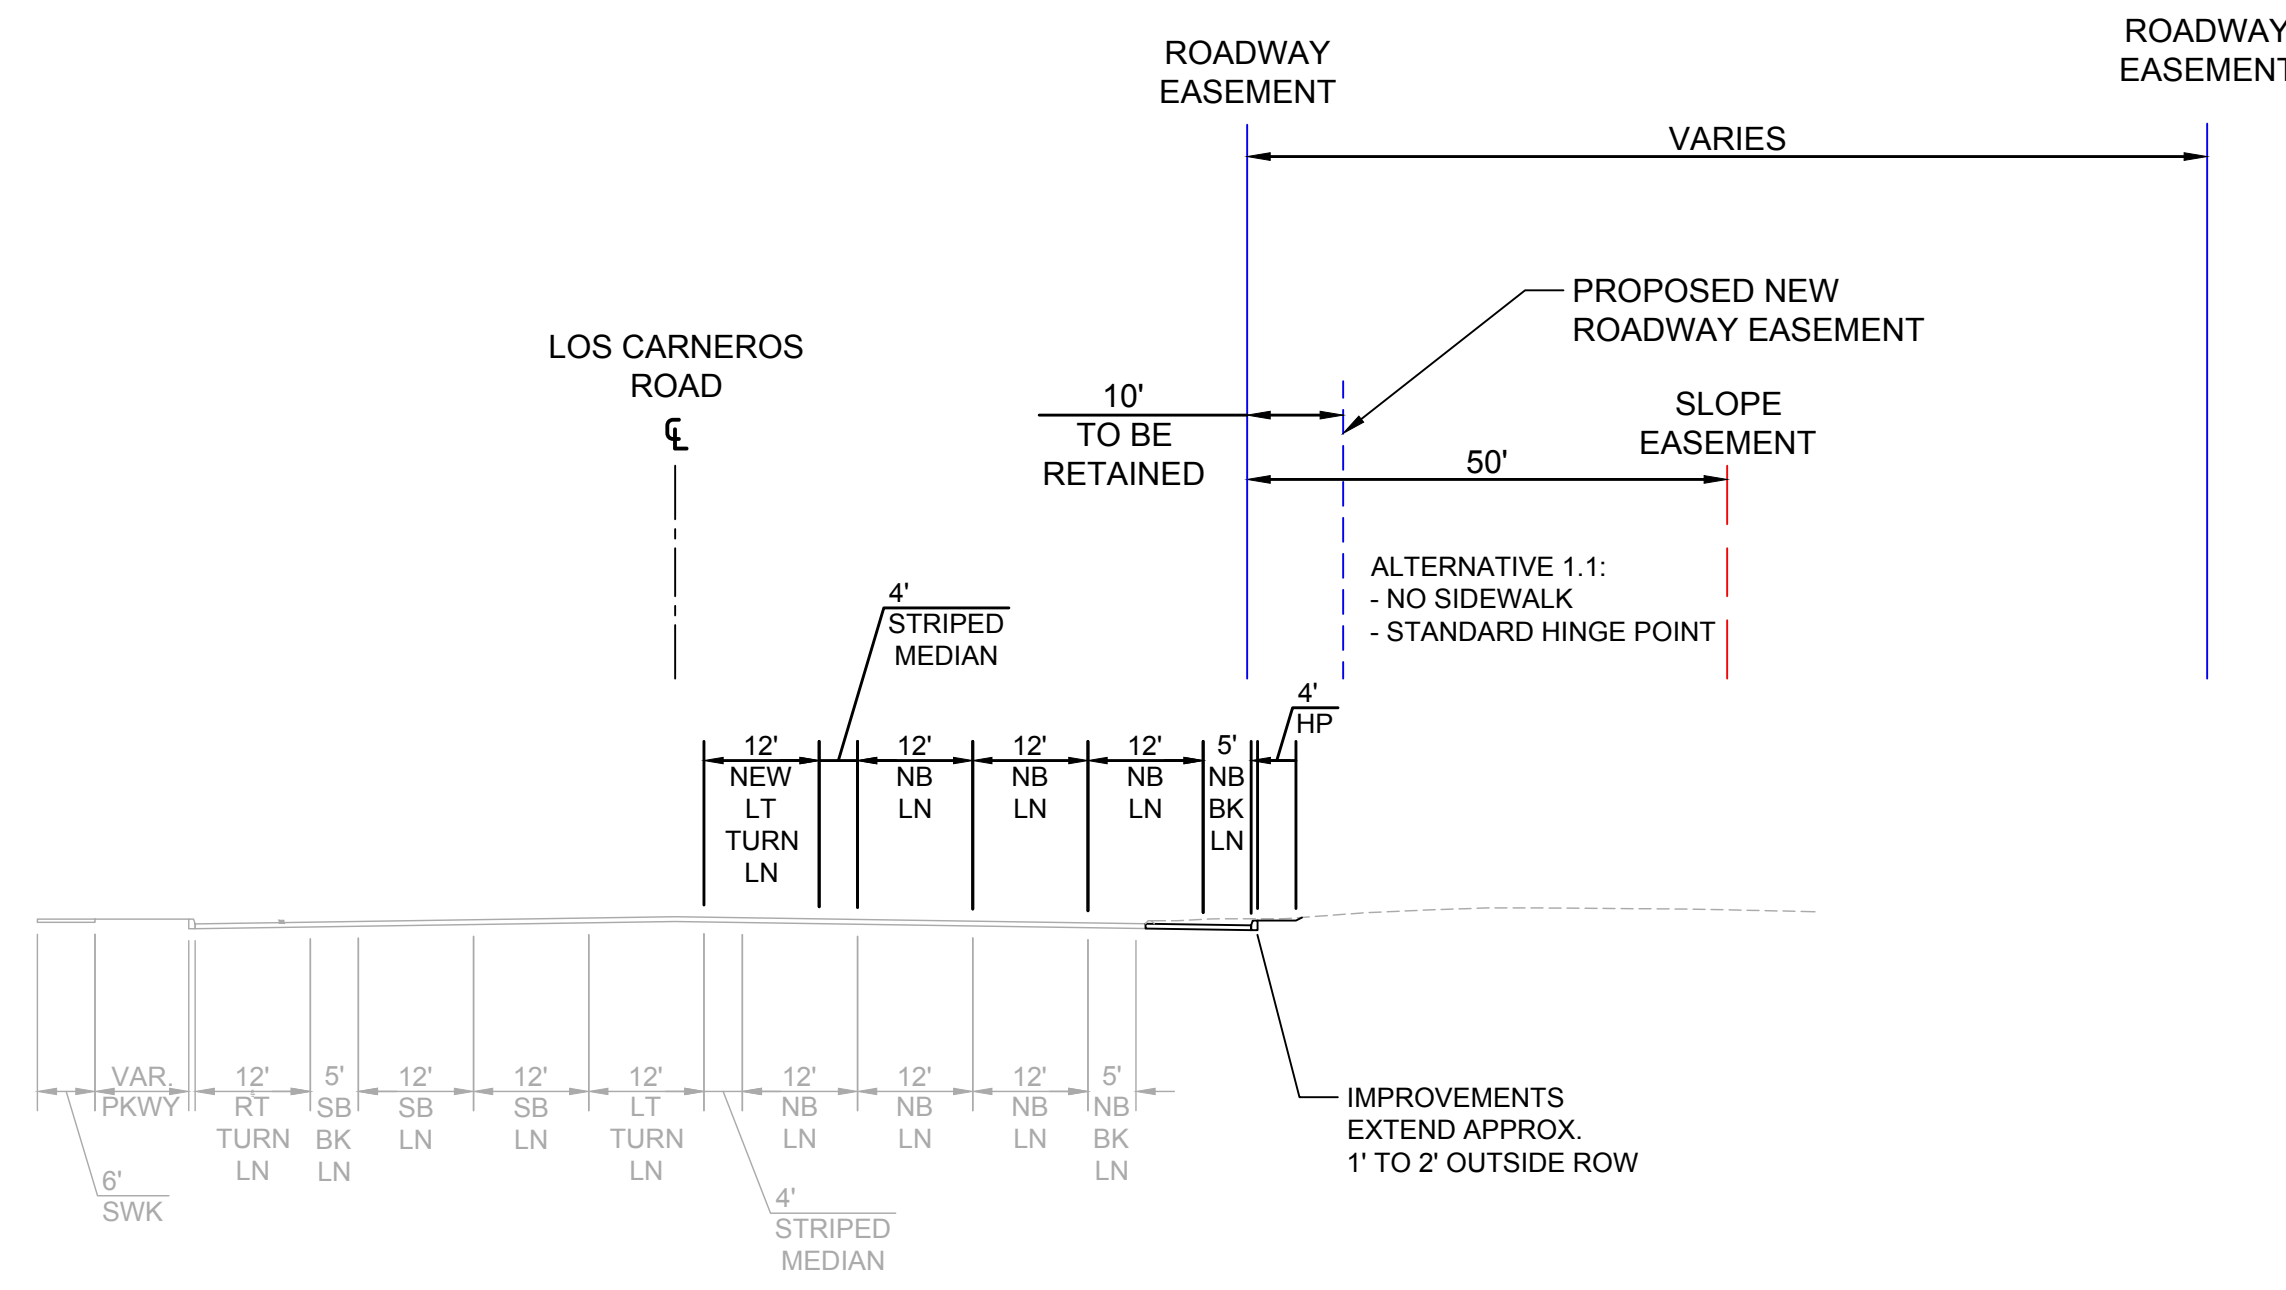 ROADWAY
EASEMENT
ROADWAY
EASEMENT
VARIES
PROPOSED NEW
ROADWAY EASEMENT
LOS CARNEROS
ROAD
℄
10'
TO BE
RETAINED
SLOPE
EASEMENT
50'
ALTERNATIVE 1.1:
- NO SIDEWALK
- STANDARD HINGE POINT
4'
STRIPED
MEDIAN
4'
HP
12'
NEW
LT
TURN
LN
12'
NB
LN
12'
NB
LN
12'
NB
LN
5'
NB
BK
LN
6'
SWK
VAR.
PKWY
12'
RT
TURN
LN
5'
SB
BK
LN
12'
SB
LN
12'
SB
LN
12'
LT
TURN
LN
4'
STRIPED
MEDIAN
12'
NB
LN
12'
NB
LN
12'
NB
LN
5'
NB
BK
LN
IMPROVEMENTS
EXTEND APPROX.
1' TO 2' OUTSIDE ROW